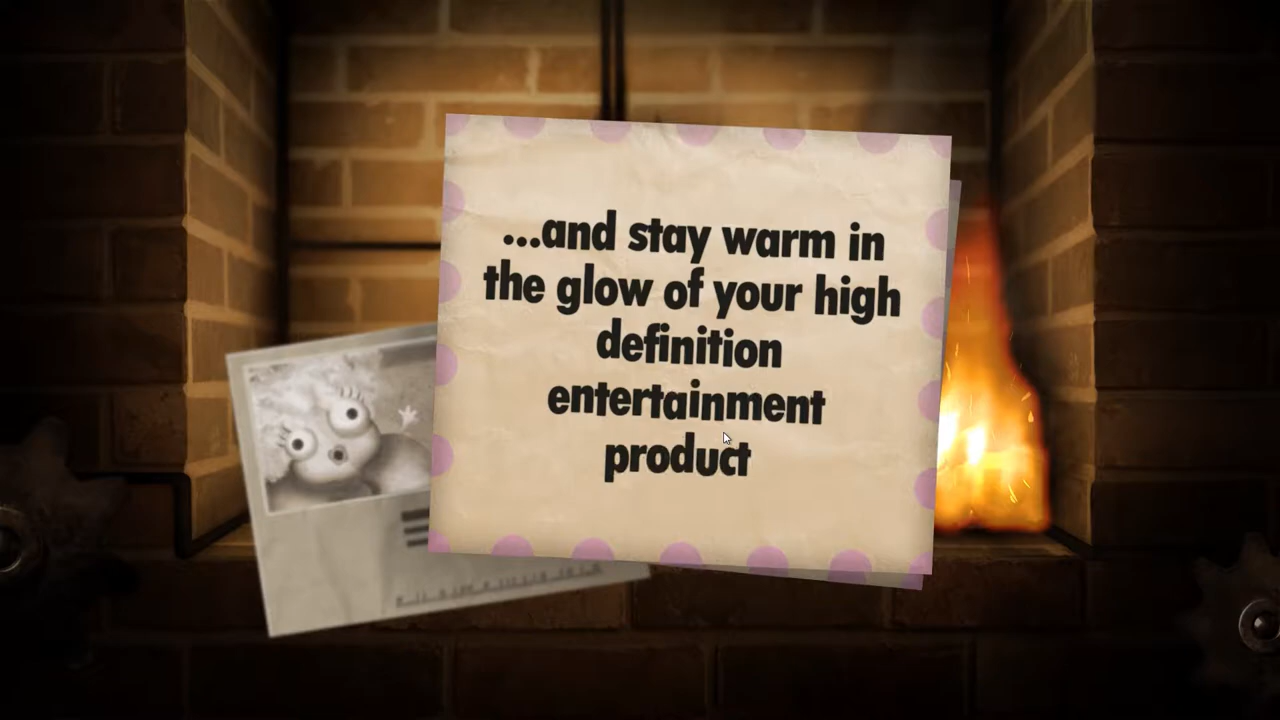 ...and stay warm in
the glow of your high
definition
entertainment
product